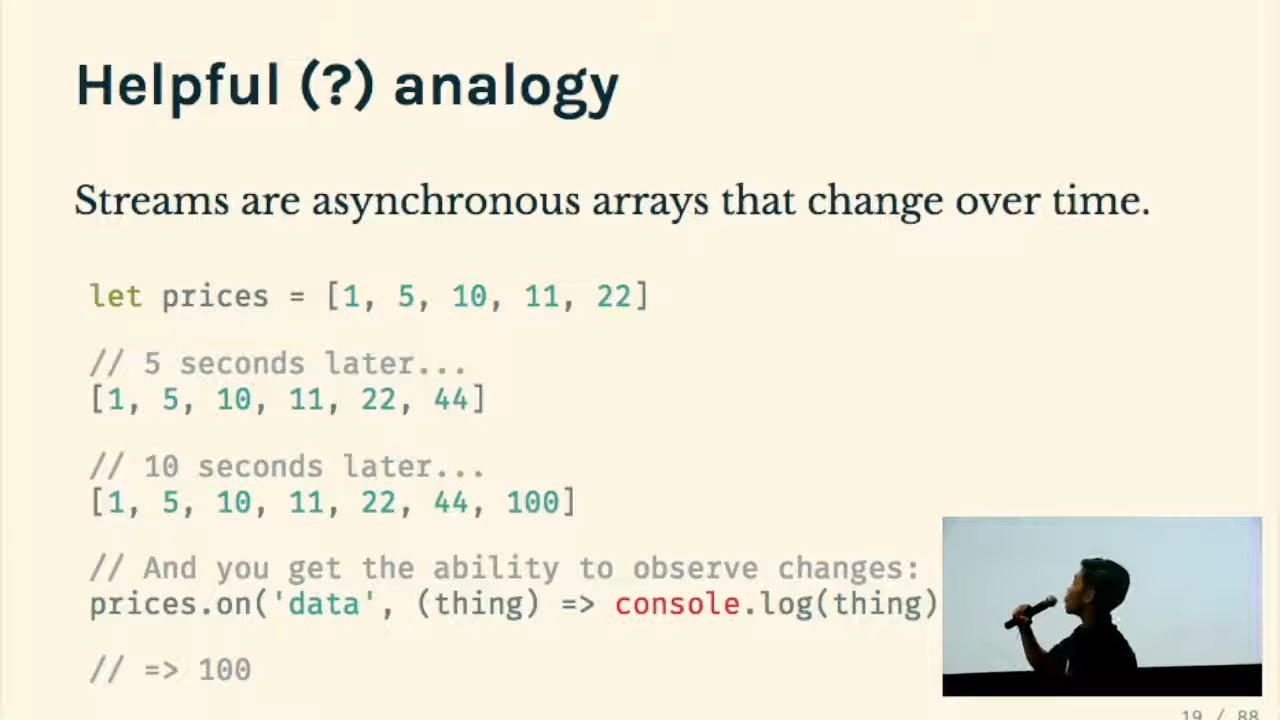 Helpful (?) analogy
Streams are asynchronous arrays that change over time.
let prices = [1, 5, 10, 11, 22]
// 5 seconds later...
[1, 5, 10, 11, 22, 44]
// 10 seconds later...
[1, 5, 10, 11, 22, 44, 100]
// And you get the ability to observe changes:
prices.on('data', (thing) => console.log(thing)
// => 100
19 / 88